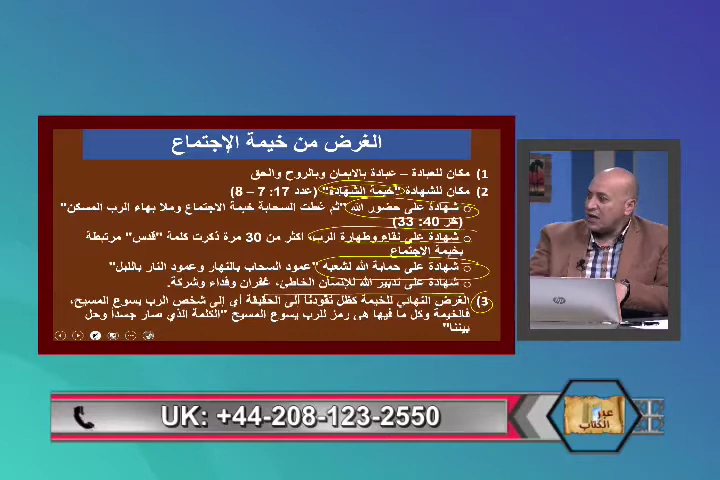 الغرض من خيمة الإجتماع
1) مكان للعبادة – عبادة بالايمان وبالروح والحق
2) مكان للشهادة "خيمة الشهادة" (عدد 17: 7 – 8)
○ شهادة على حضور الله "ثم غطت السحابة خيمة الاجتماع وملا بهاء الرب المسكن"
(خر 40: 33)
○ شهادة على نقاء وطهارة الرب، اكثر من 30 مرة ذكرت كلمة "قدس" مرتبطة
بخيمة الاجتماع
○ شهادة على حماية الله لشعبه "عمود السحاب بالنهار وعمود النار بالليل"
○ شهادة على تدبير الله للإنسان الخاطئ، غفران وفداء وشركة.
3) الغرض النهائي للخيمة كظل تقودنا إلى الحقيقة أي إلى شخص الرب يسوع المسيح،
فالخيمة وكل ما فيها هى رمز للرب يسوع المسيح "الكلمة الذي صار جسداً وحل
بيننا"
UK: +44-208-123-2550
عبر
الكتاب